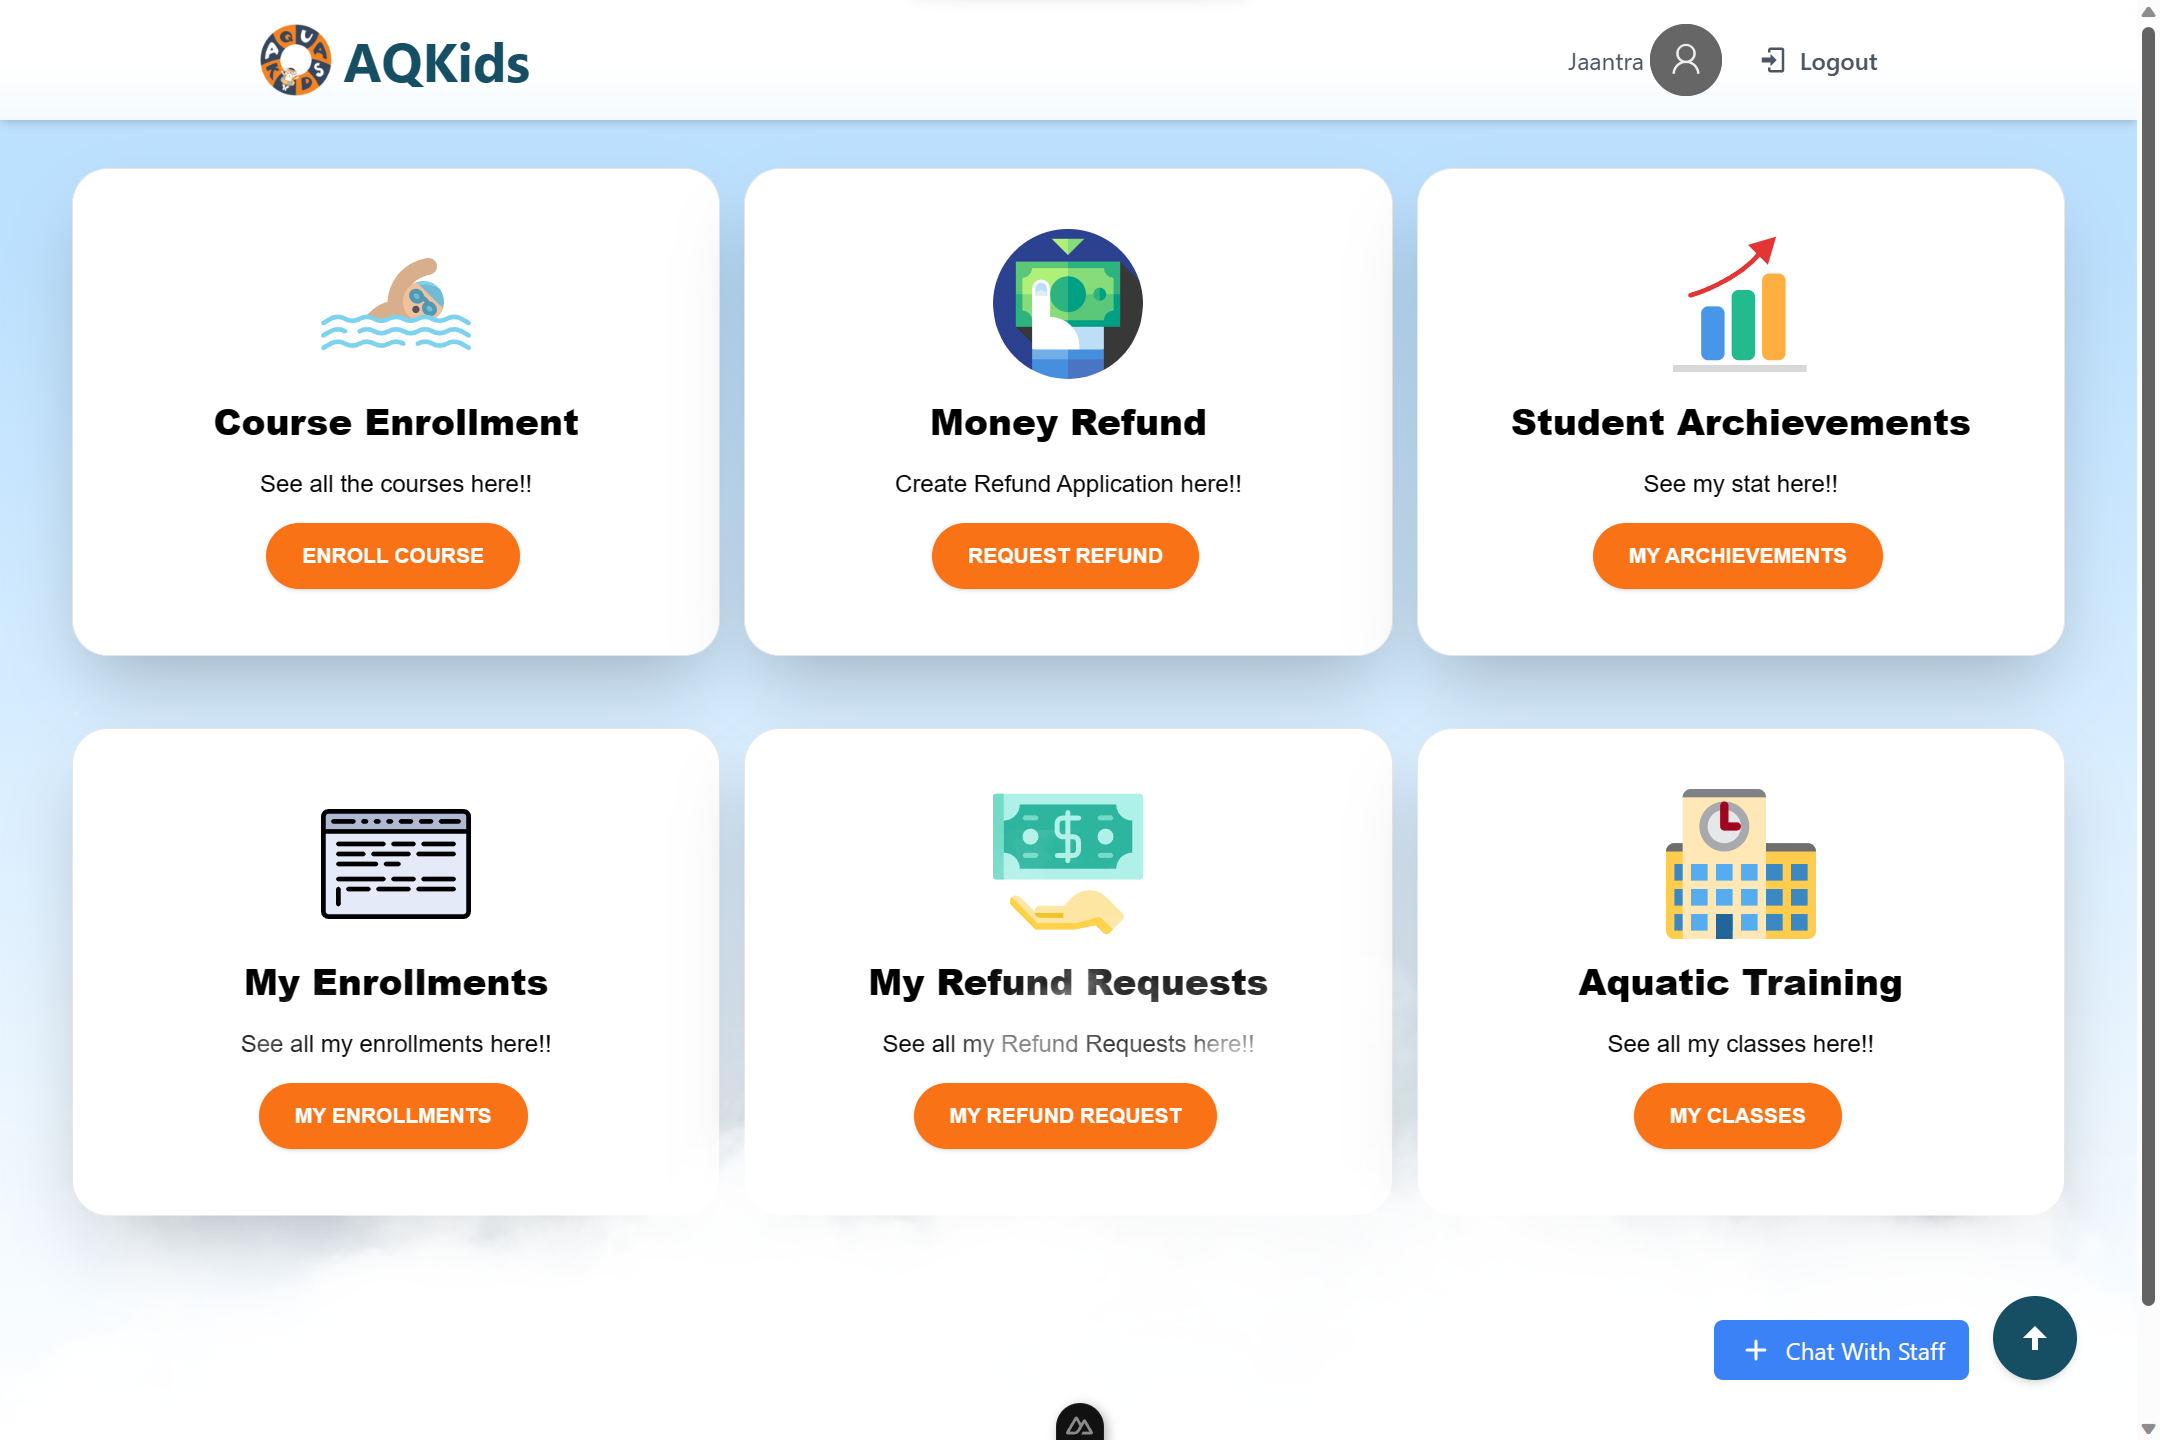 AQUA KIDS
AQKids
Jaantra
Logout
Course Enrollment
See all the courses here!!
ENROLL COURSE
Money Refund
Create Refund Application here!!
REQUEST REFUND
Student Archievements
See my stat here!!
MY ARCHIEVEMENTS
My Enrollments
See all my enrollments here!!
MY ENROLLMENTS
$
My Refund Requests
See all my Refund Requests here!!
MY REFUND REQUEST
Aquatic Training
See all my classes here!!
MY CLASSES
Chat With Staff